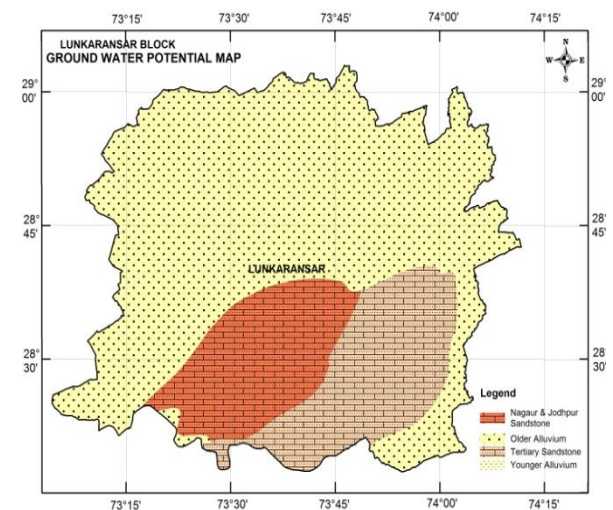 73°15' 73°30' 73°45' 74°00' 74°15'
LUNKARANSAR BLOCK
GROUND WATER POTENTIAL MAP
N
W E
S
29°
00'
29°
00'
28°
45'
28°
45'
LUNKARANSAR
28°
30'
28°
30'
Legend
Nagaur & Jodhpur
Sandstone
Older Alluvium
Tertiary Sandstone
Younger Alluvium
73°15' 73°30' 73°45' 74°00' 74°15'